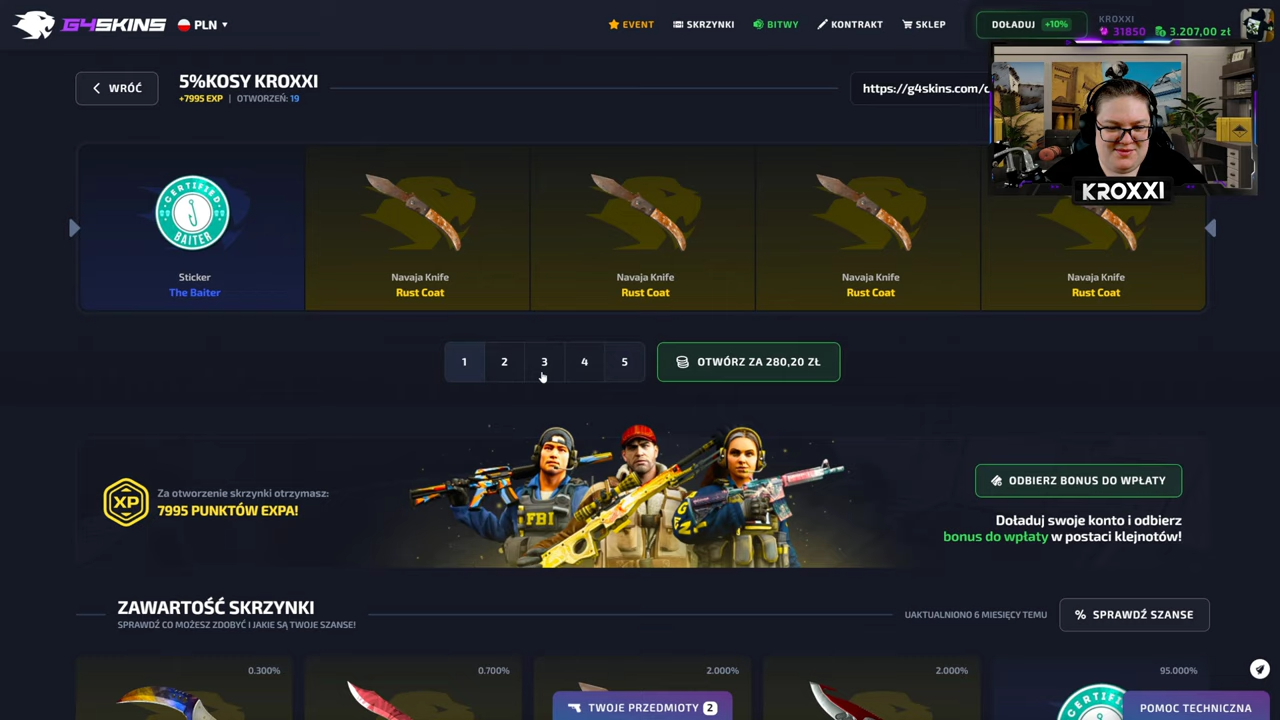 G4SKINS
PLN
EVENT
SKRZYNKI
BITWY
KONTRAKT
SKLEP
DOŁADUJ +10%
KROXXI
31850
3.207,00 zł
WRÓĆ
5%KOSY KROXXI
+7995 EXP | OTWORZEŃ: 19
https://g4skins.com/c
KROXXI
CERTIFIED
BAITER
Sticker
The Baiter
Navaja Knife
Rust Coat
Navaja Knife
Rust Coat
Navaja Knife
Rust Coat
Navaja Knife
Rust Coat
1
2
3
4
5
OTWÓRZ ZA 280,20 ZŁ
XP
Za otworzenie skrzynki otrzymasz:
7995 PUNKTÓW EXPA!
FBI
ODBIERZ BONUS DO WPŁATY
Doładuj swoje konto i odbierz
bonus do wpłaty w postaci klejnotów!
ZAWARTOŚĆ SKRZYNKI
SPRAWDŹ CO MOŻESZ ZDOBYĆ I JAKIE SĄ TWOJE SZANSE!
UAKTUALNIONO 6 MIESIĘCY TEMU
% SPRAWDŹ SZANSE
0.300%
0.700%
2.000%
2.000%
95.000%
TWOJE PRZEDMIOTY 2
POMOC TECHNICZNA